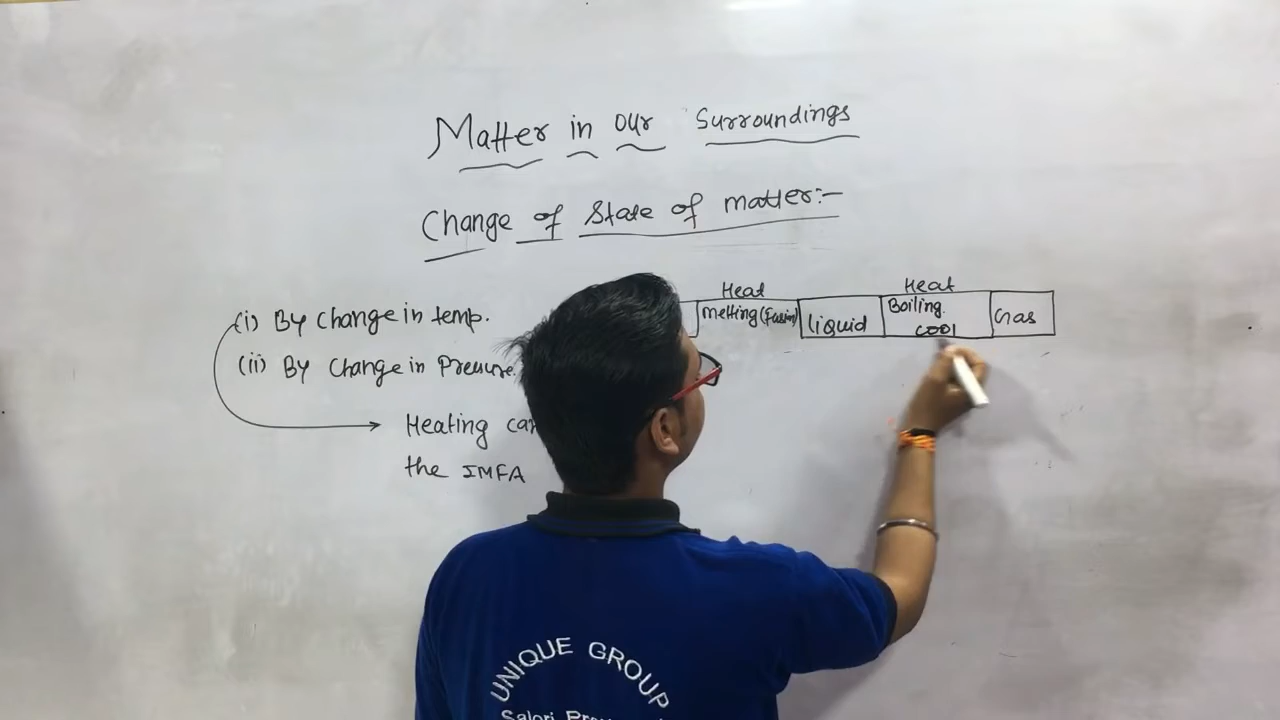 Matter in our Surroundings
Change of State of matter:-
(i) By Change in temp.
(ii) By Change in Pressure.
Heating
the IMFA
Heat
Melting (Fusion)
liquid
Heat
Boiling.
cool
Gas
UNIQUE GROUP